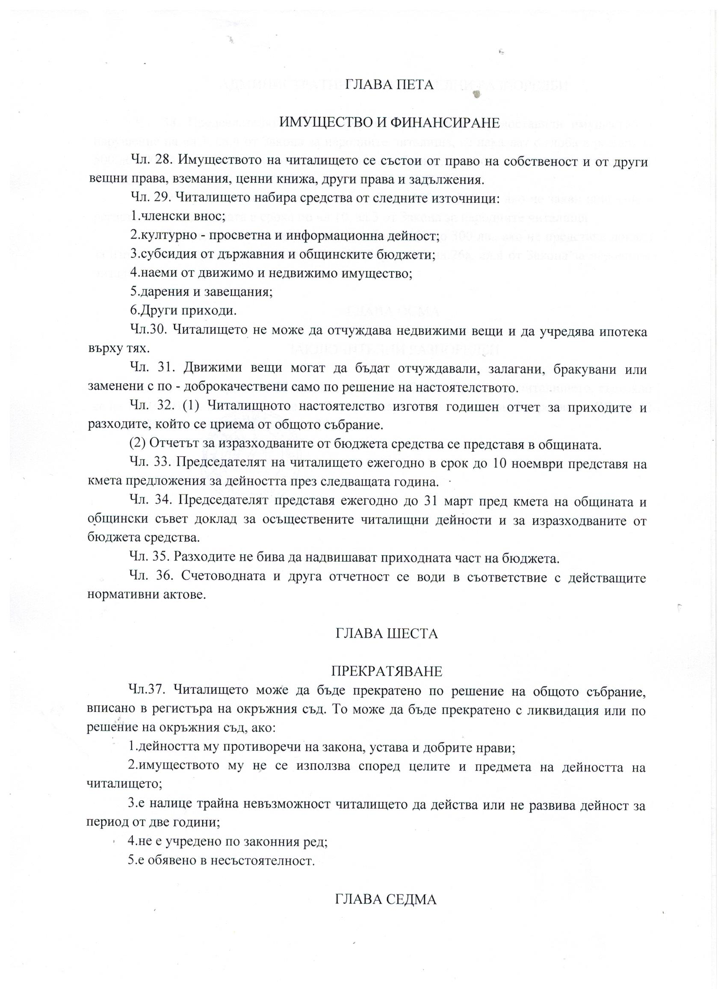 ГЛАВА ПЕТА
ИМУЩЕСТВО И ФИНАНСИРАНЕ
Чл. 28. Имуществото на читалището се състои от право на собственост и от други
вещни права, вземания, ценни книжа, други права и задължения.
Чл. 29. Читалището набира средства от следните източници:
1.членски внос;
2.културно - просветна и информационна дейност;
3.субсидия от държавния и общинските бюджети;
4.наеми от движимо и недвижимо имущество;
5.дарения и завещания;
6.Други приходи.
Чл.30. Читалището не може да отчуждава недвижими вещи и да учредява ипотека
върху тях.
Чл. 31. Движими вещи могат да бъдат отчуждавали, залагани, бракувани или
заменени с по - доброкачествени само по решение на настоятелството.
Чл. 32. (1) Читалищното настоятелство изготвя годишен отчет за приходите и
разходите, който се цриема от общото събрание.
(2) Отчетът за изразходваните от бюджета средства се представя в общината.
Чл. 33. Председателят на читалището ежегодно в срок до 10 ноември представя на
кмета предложения за дейността през следващата година.
Чл. 34. Председателят представя ежегодно до 31 март пред кмета на общината и
общински съвет доклад за осъществените читалищни дейности и за изразходваните от
бюджета средства.
Чл. 35. Разходите не бива да надвишават приходната част на бюджета.
Чл. 36. Счетоводната и друга отчетност се води в съответствие с действащите
нормативни актове.
ГЛАВА ШЕСТА
ПРЕКРАТЯВАНЕ
Чл.37. Читалището може да бъде прекратено по решение на общото събрание,
вписано в регистъра на окръжния съд. То може да бъде прекратено с ликвидация или по
решение на окръжния съд, ако:
1.дейността му противоречи на закона, устава и добрите нрави;
2.имуществото му не се използва според целите и предмета на дейността на
читалището;
3.е налице трайна невъзможност читалището да действа или не развива дейност за
период от две години;
4.не е учредено по законния ред;
5.е обявено в несъстоятелност.
ГЛАВА СЕДМА